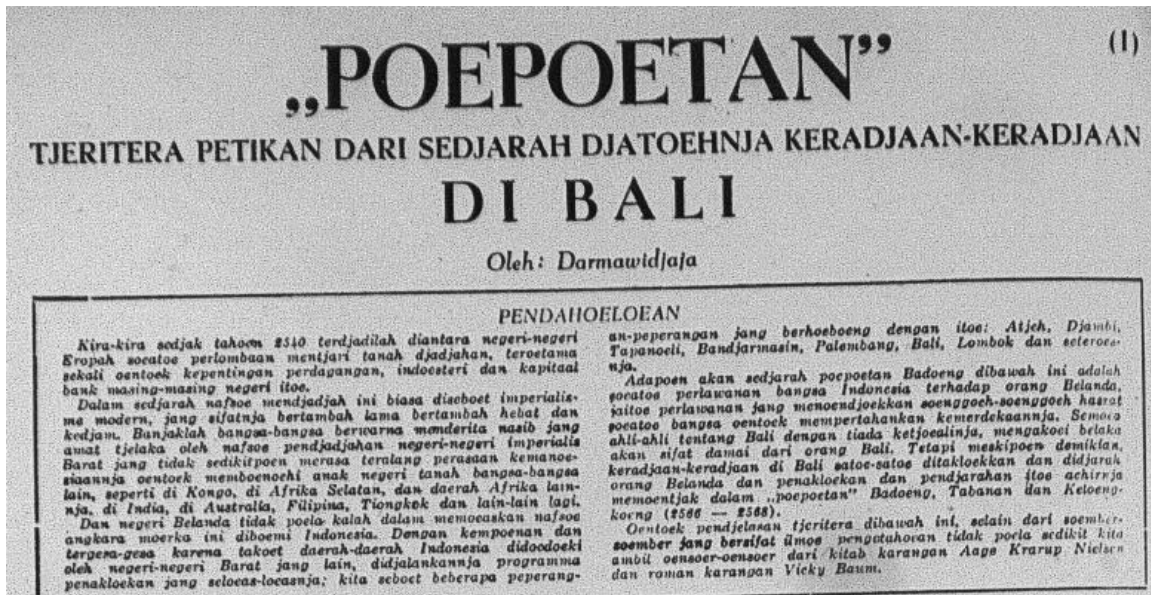 (I)
„POEPOETAN”
TJERITERA PETIKAN DARI SEDJARAH DJATOEHNJA KERADJAAN-KERADJAAN
DI BALI
Oleh: Darmawidjaja
PENDAHOELOEAN
Kira-kira sedjak tahoen 2540 terdjadilah diantara negeri-negeri
Eropah soeatoe perlombaan mentjari tanah djadjahan, teroetama
sekali oentoek kepentingan perdagangan, indoesteri dan kapitaal
bank masing-masing negeri itoe.
Dalam sedjarah nafsoe mendjadjah ini biasa diseboet imperialis-
me modern, jang sifatnja bertambah lama bertambah hebat dan
kedjam. Banjaklah bangsa-bangsa berwarna menderita nasib jang
amat tjelaka oleh nafsoe pendjadjahan negeri-negeri imperialis
Barat jang tidak sedikitpoen merasa teralang perasaan kemanoe-
siaannja oentoek memboenoehi anak negeri tanah bangsa-bangsa
lain, seperti di Kongo, di Afrika Selatan, dan daerah Afrika lain-
nja, di India, di Australia, Filipina, Tiongkok dan lain-lain lagi.
Dan negeri Belanda tidak poela kalah dalam memoeaskan nafsoe
angkara moerka ini diboemi Indonesia. Dengan kempoenan dan
tergesa-gesa karena takoet daerah-daerah Indonesia didoedoeki
oleh negeri-negeri Barat jang lain, didjalankannja programma
penakloekan jang seloeas-loeasnja; kita seboet beberapa peperang-
an-peperangan jang berhoeboeng dengan itoe: Atjeh, Djambi,
Tapanoeli, Bandjarmasin, Palembang, Bali, Lombok dan seteroes-
nja.
Adapoen akan sedjarah poepoetan Badoeng dibawah ini adalah
soeatoe perlawanan bangsa Indonesia terhadap orang Belanda,
jaitoe perlawanan jang menoendjoekkan soenggoeh-soenggoeh hasrat
soeatoe bangsa oentoek mempertahankan kemerdekaannja. Semoea
ahli-ahli tentang Bali dengan tiada ketjoealinja, mengakoei belaka
akan sifat damai dari orang Bali. Tetapi meskipoen demikian,
keradjaan-keradjaan di Bali satoe-satoe ditakloekkan dan didjarah
orang Belanda dan penakloekan dan pendjarahan itoe achirnja
memoentjak dalam „poepoetan” Badoeng, Tabanan dan Keloeng-
koeng (2566 — 2568).
Oentoek pendjelasan tjeritera dibawah ini, selain dari soember-
soember jang bersifat ümoe pengetahoean tidak poela sedikit kita
ambil oensoer-oensoer dari kitab karangan Aage Krarup Nielsen
dan roman karangan Vicky Baum.